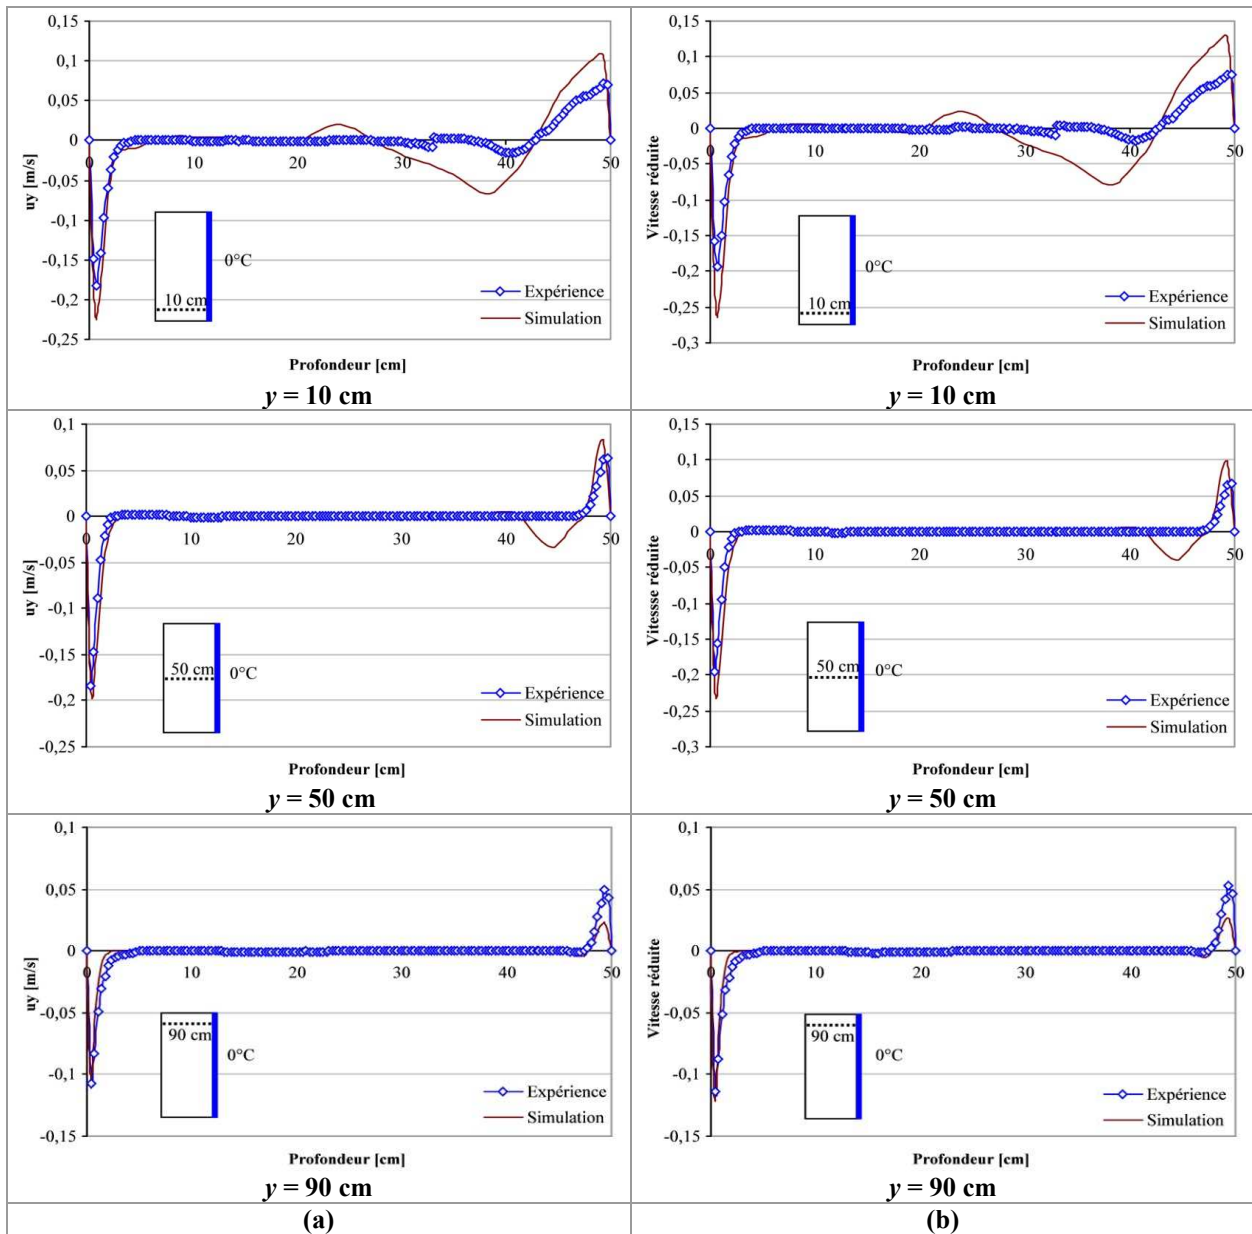 0,15
0,1
0,05
0
-0,05
-0,1
-0,15
-0,2
-0,25
uy [m/s]
0 10 20 30 40 50
10 cm
0°C
Expérience
Simulation
Profondeur [cm]
y = 10 cm
0,15
0,1
0,05
0
-0,05
-0,1
-0,15
-0,2
-0,25
-0,3
Vitesse réduite
0 10 20 30 40 50
10 cm
0°C
Expérience
Simulation
Profondeur [cm]
y = 10 cm
0,1
0,05
0
-0,05
-0,1
-0,15
-0,2
-0,25
uy [m/s]
0 10 20 30 40 50
50 cm
0°C
Expérience
Simulation
Profondeur [cm]
y = 50 cm
0,15
0,1
0,05
0
-0,05
-0,1
-0,15
-0,2
-0,25
-0,3
Vitessse réduite
0 10 20 30 40 50
50 cm
0°C
Expérience
Simulation
Profondeur [cm]
y = 50 cm
0,1
0,05
0
-0,05
-0,1
-0,15
uy [m/s]
0 10 20 30 40 50
90 cm
0°C
Expérience
Simulation
Profondeur [cm]
y = 90 cm
0,1
0,05
0
-0,05
-0,1
-0,15
Vitesse réduite
0 10 20 30 40 50
90 cm
0°C
Expérience
Simulation
Profondeur [cm]
y = 90 cm
(a)
(b)